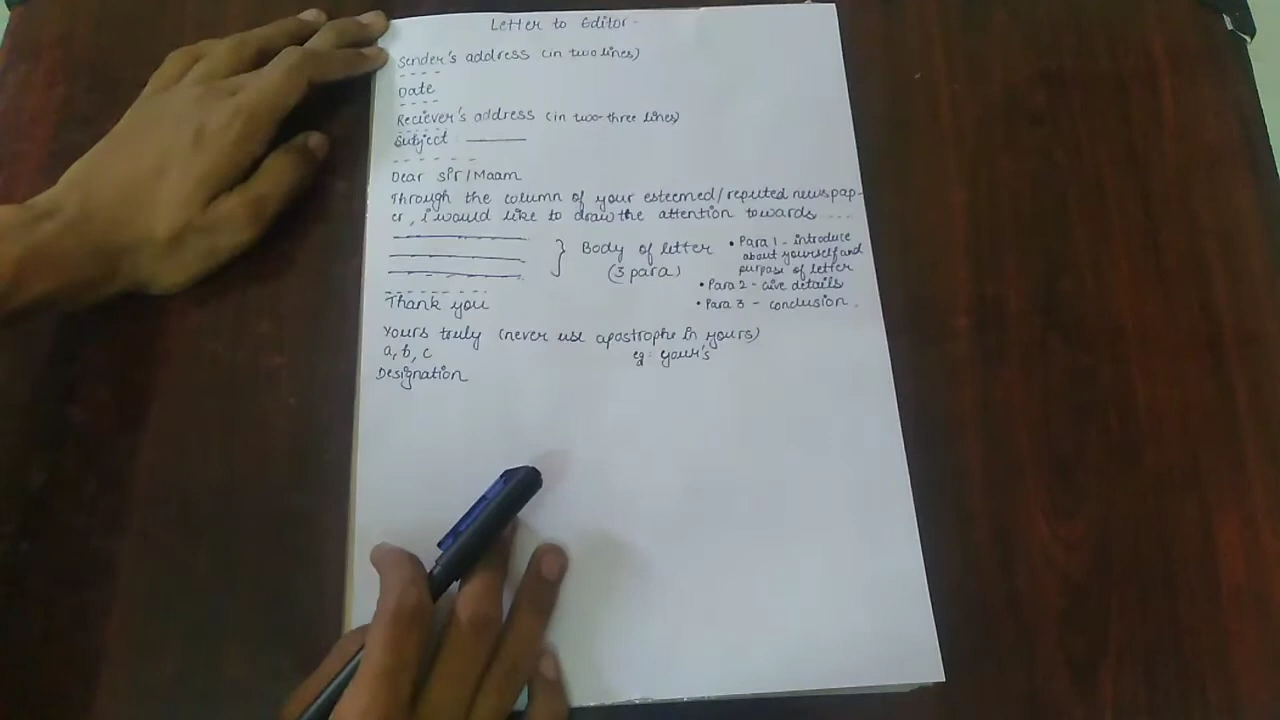 Letter to Editor -
Sender's address (in two lines)
- - - -
Date
- - - -
Reciever's address (in two-three lines)
Subject
- - - - - -
Dear Sir/Maam
Through the column of your esteemed/reputed newspap-
er, i would like to draw the attention towards.....
} Body of letter
(3 para)
• Para 1 - introduce
about yourself and
purpose of letter
• Para 2 - Give details
• Para 3 - conclusion.
Thank you
Yours truly (never use apostrophe in yours)
a, b, c
eg: your's
Designation